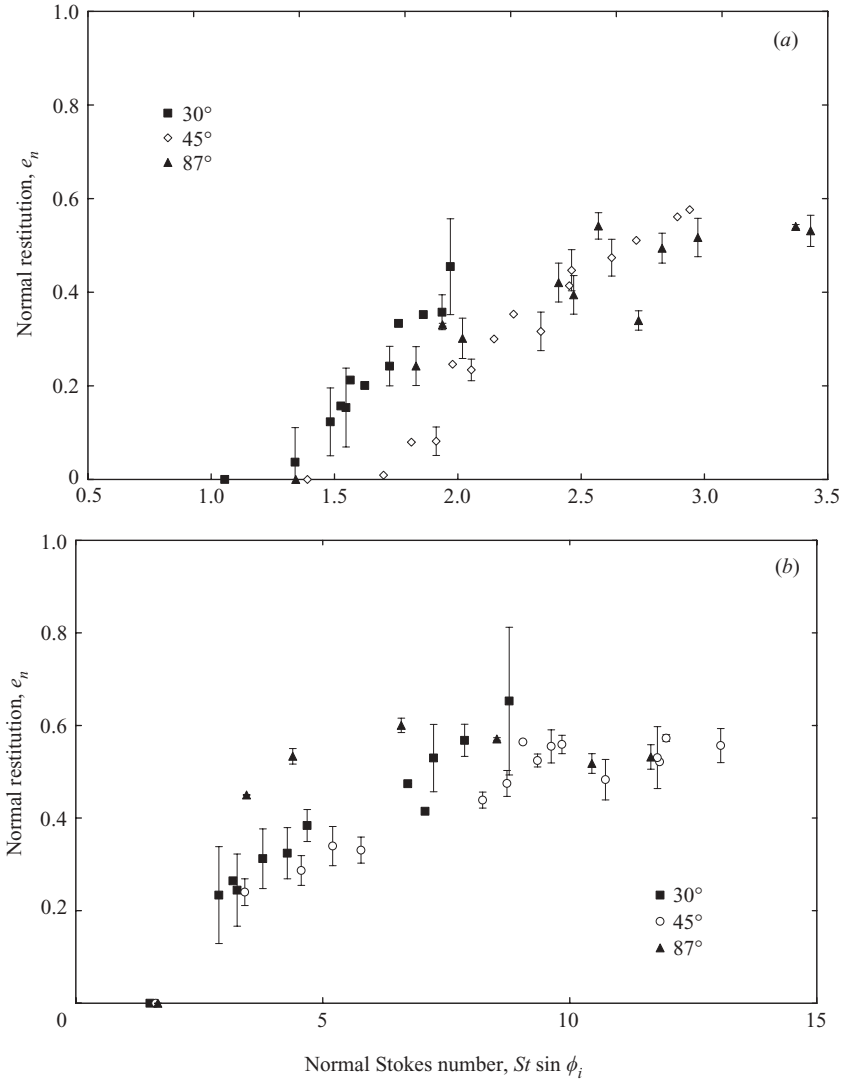 1.0
(a)
0.8
30°
45°
87°
0.6
Normal restitution, e_n
0.4
0.2
0
0.5 1.0 1.5 2.0 2.5 3.0 3.5
1.0
(b)
0.8
0.6
Normal restitution, e_n
0.4
30°
45°
87°
0.2
0 5 10 15
Normal Stokes number, St sin ϕ_i